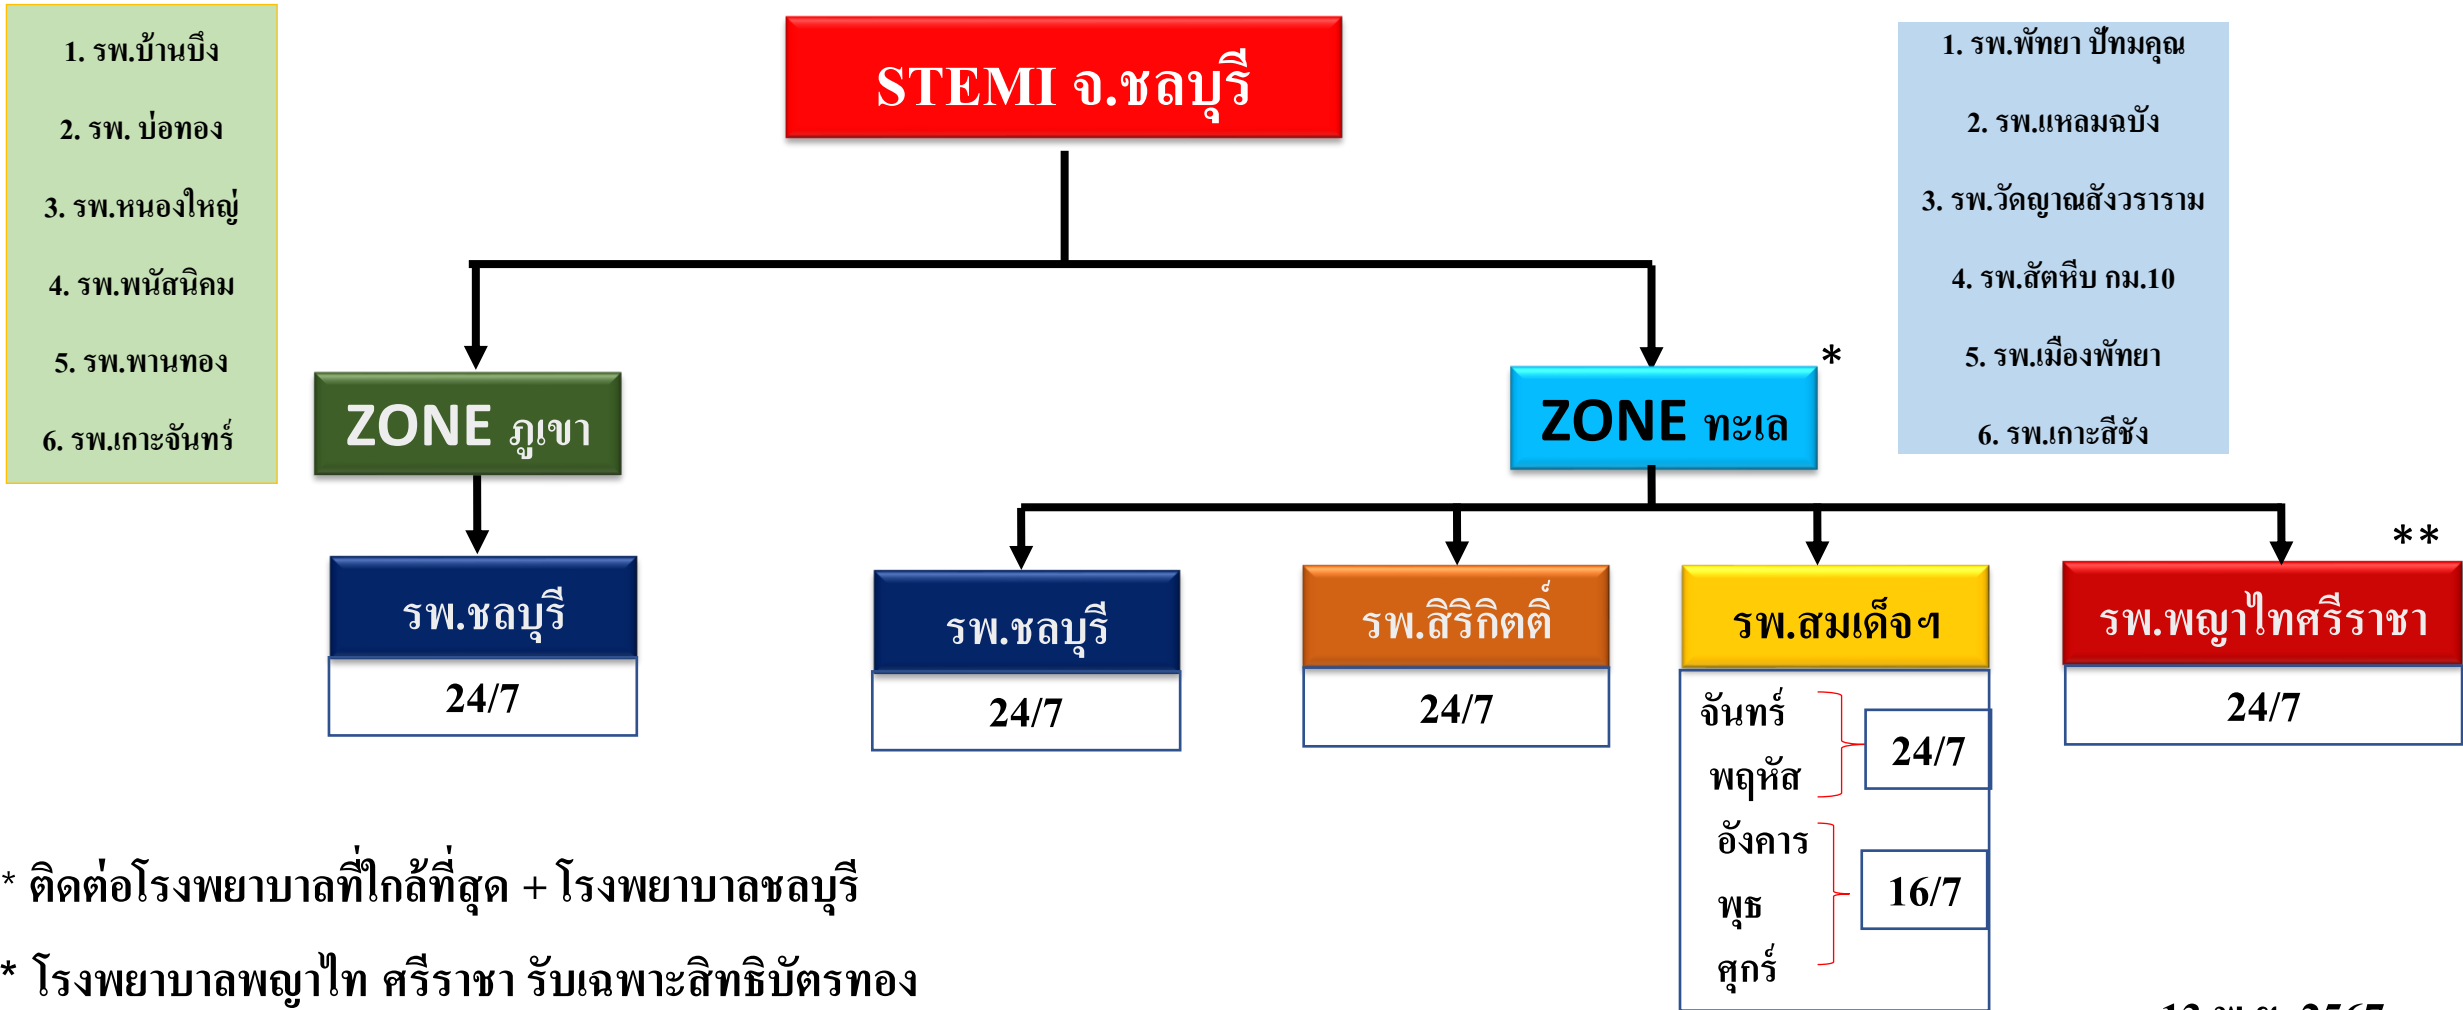 1. รพ.บ้านบึง
2. รพ. บ่อทอง
3. รพ.หนองใหญ่
4. รพ.พนัสนิคม
5. รพ.พานทอง
6. รพ.เกาะจันทร์
STEMI จ.ชลบุรี
1. รพ.พัทยา ปัทมคุณ
2. รพ.แหลมฉบัง
3. รพ.วัดญาณสังวราราม
4. รพ.สัตหีบ กม.10
5. รพ.เมืองพัทยา
6. รพ.เกาะสีชัง
ZONE ภูเขา
ZONE ทะเล
*
รพ.ชลบุรี
24/7
รพ.ชลบุรี
24/7
รพ.สิริกิตติ์
24/7
รพ.สมเด็จฯ
จันทร์
พฤหัส
24/7
อังคาร
พุธ
ศุกร์
16/7
**
รพ.พญาไทศรีราชา
24/7
* ติดต่อโรงพยาบาลที่ใกล้ที่สุด + โรงพยาบาลชลบุรี
* โรงพยาบาลพญาไท ศรีราชา รับเฉพาะสิทธิบัตรทอง
2567